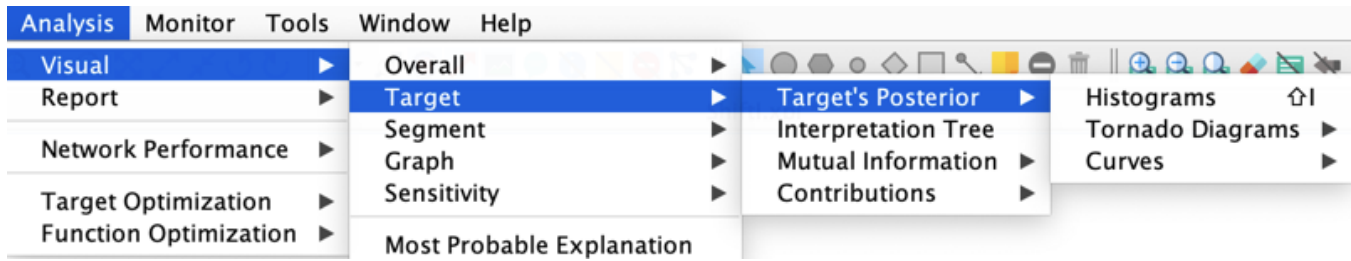 Analysis Monitor Tools Window Help
Visual
Report
Network Performance
Target Optimization
Function Optimization
Overall
Target
Segment
Graph
Sensitivity
Most Probable Explanation
Target's Posterior
Interpretation Tree
Mutual Information
Contributions
Histograms ⇧I
Tornado Diagrams
Curves